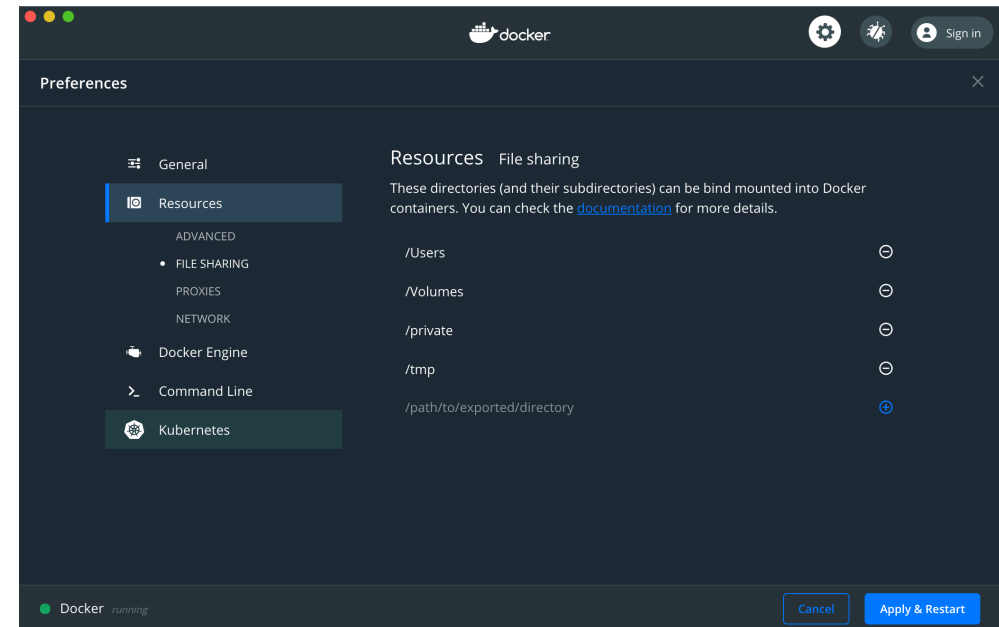 docker
Sign in
Preferences
General
Resources
ADVANCED
FILE SHARING
PROXIES
NETWORK
Docker Engine
Command Line
Kubernetes
Resources File sharing
These directories (and their subdirectories) can be bind mounted into Docker
containers. You can check the documentation for more details.
/Users
/Volumes
/private
/tmp
/path/to/exported/directory
Docker running
Cancel
Apply & Restart